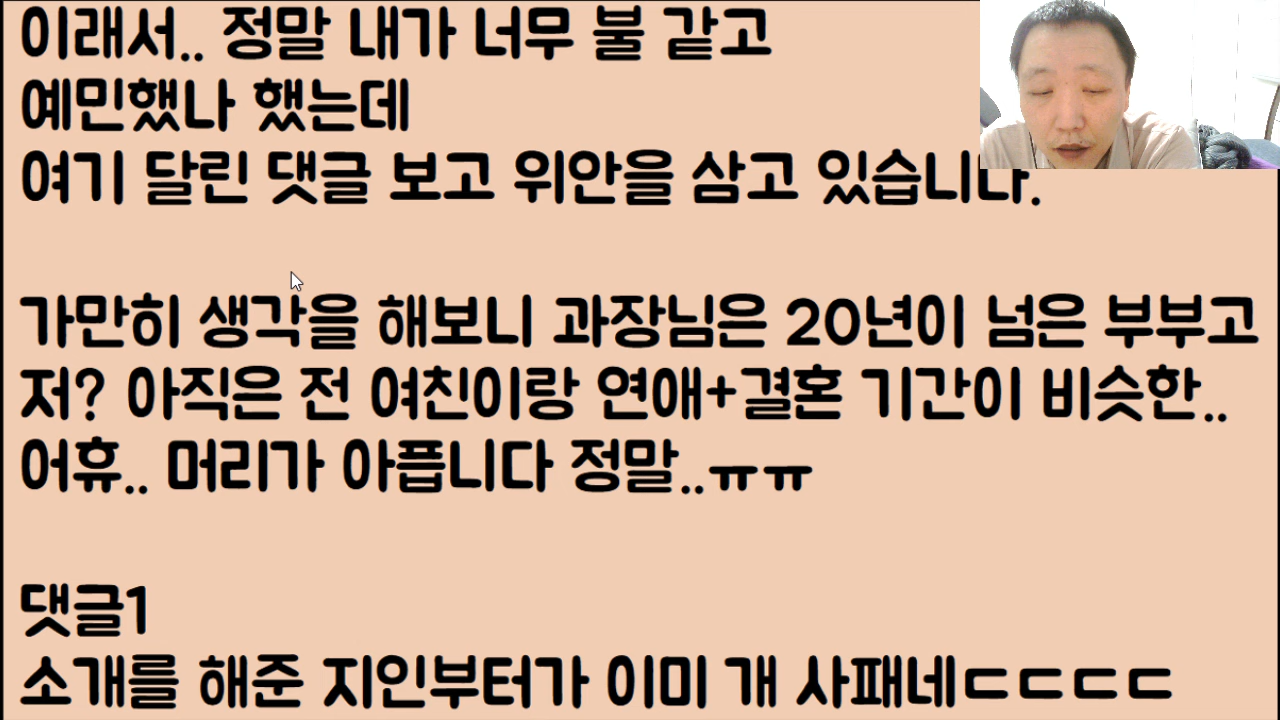 이래서.. 정말 내가 너무 불 같고
예민했나 했는데
여기 달린 댓글 보고 위안을 삼고 있습니다.
가만히 생각을 해보니 과장님은 20년이 넘은 부부고
저? 아직은 전 여친이랑 연애+결혼 기간이 비슷한..
어휴.. 머리가 아픕니다 정말..ㅠㅠ
댓글1
소개를 해준 지인부터가 이미 개 사패네ㄷㄷㄷㄷ